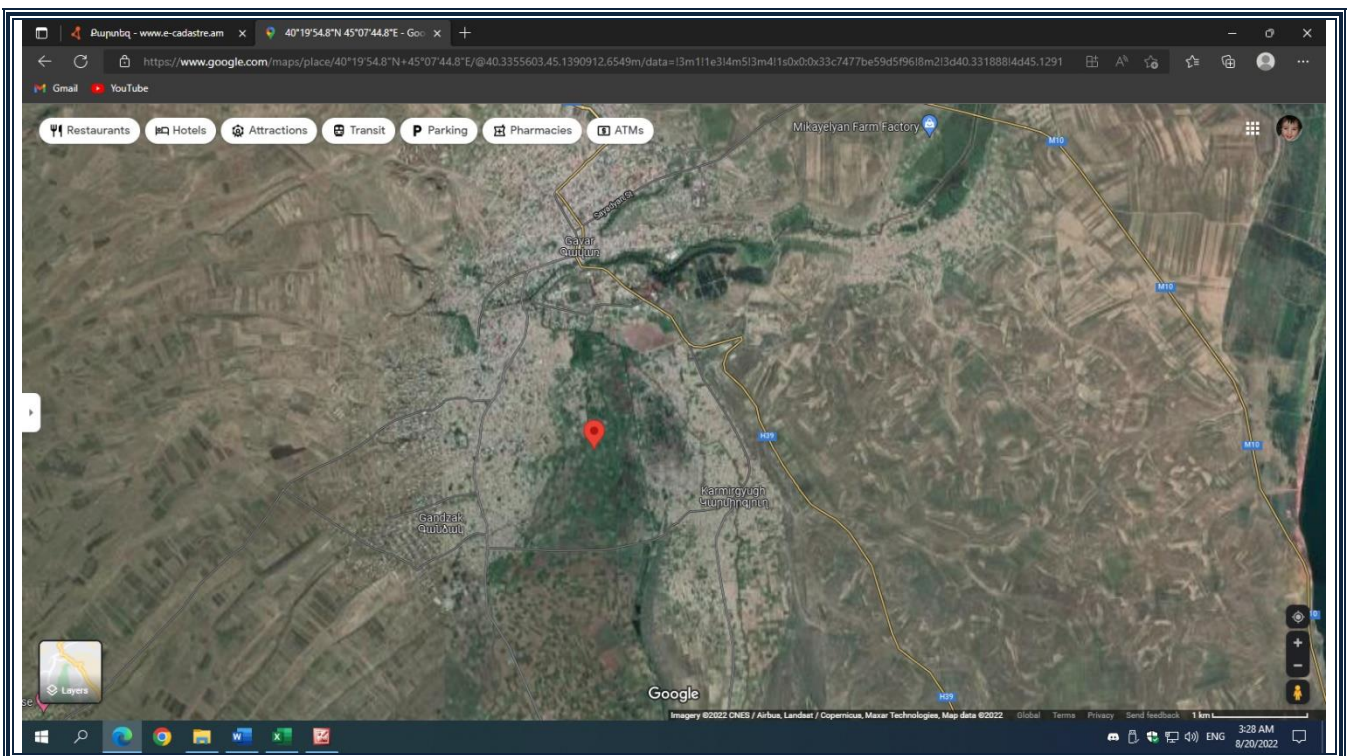 Քարտեզ - www.e-cadastre.am
40°19'54.8"N 45°07'44.8"E - Goo
https://www.google.com/maps/place/40°19'54.8"N+45°07'44.8"E/@40.3355603,45.1390912,6549m/data=!3m1!1e3!4m5!3m4!1s0x0:0x33c7477be59d5f96!8m2!3d40.331888!4d45.1291
Gmail
YouTube
Restaurants
Hotels
Attractions
Transit
P Parking
Pharmacies
ATMs
Mikayelyan Farm Factory
M10
Sayadyan St
Gavar
Գավառ
M10
H39
M10
Karmirgyugh
Կարմիրգյուղ
Gandzak
Գանձակ
Layers
se
Google
H39
Imagery ©2022 CNES / Airbus, Landsat / Copernicus, Maxar Technologies, Map data ©2022 Global Terms Privacy Send feedback 1 km
ENG
3:28 AM
8/20/2022